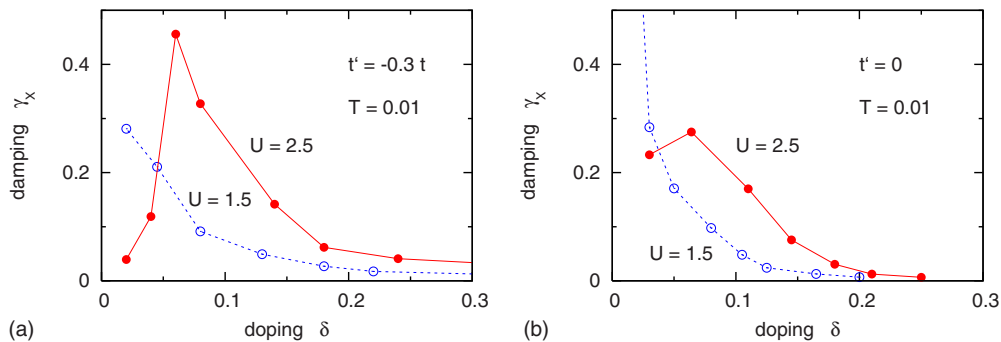 0.4
0.2
0
0
0.1
0.2
0.3
damping γx
doping δ
t‘ = -0.3 t
T = 0.01
U = 2.5
U = 1.5
(a)
0.4
0.2
0
0
0.1
0.2
0.3
damping γx
doping δ
t‘ = 0
T = 0.01
U = 2.5
U = 1.5
(b)